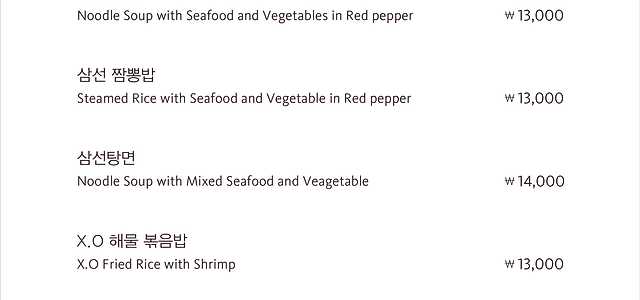 Noodle Soup with Seafood and Vegetables in Red pepper ₩ 13,000
삼선 짬뽕밥
Steamed Rice with Seafood and Vegetable in Red pepper ₩ 13,000
삼선탕면
Noodle Soup with Mixed Seafood and Veagetable ₩ 14,000
X.O 해물 볶음밥
X.O Fried Rice with Shrimp ₩ 13,000